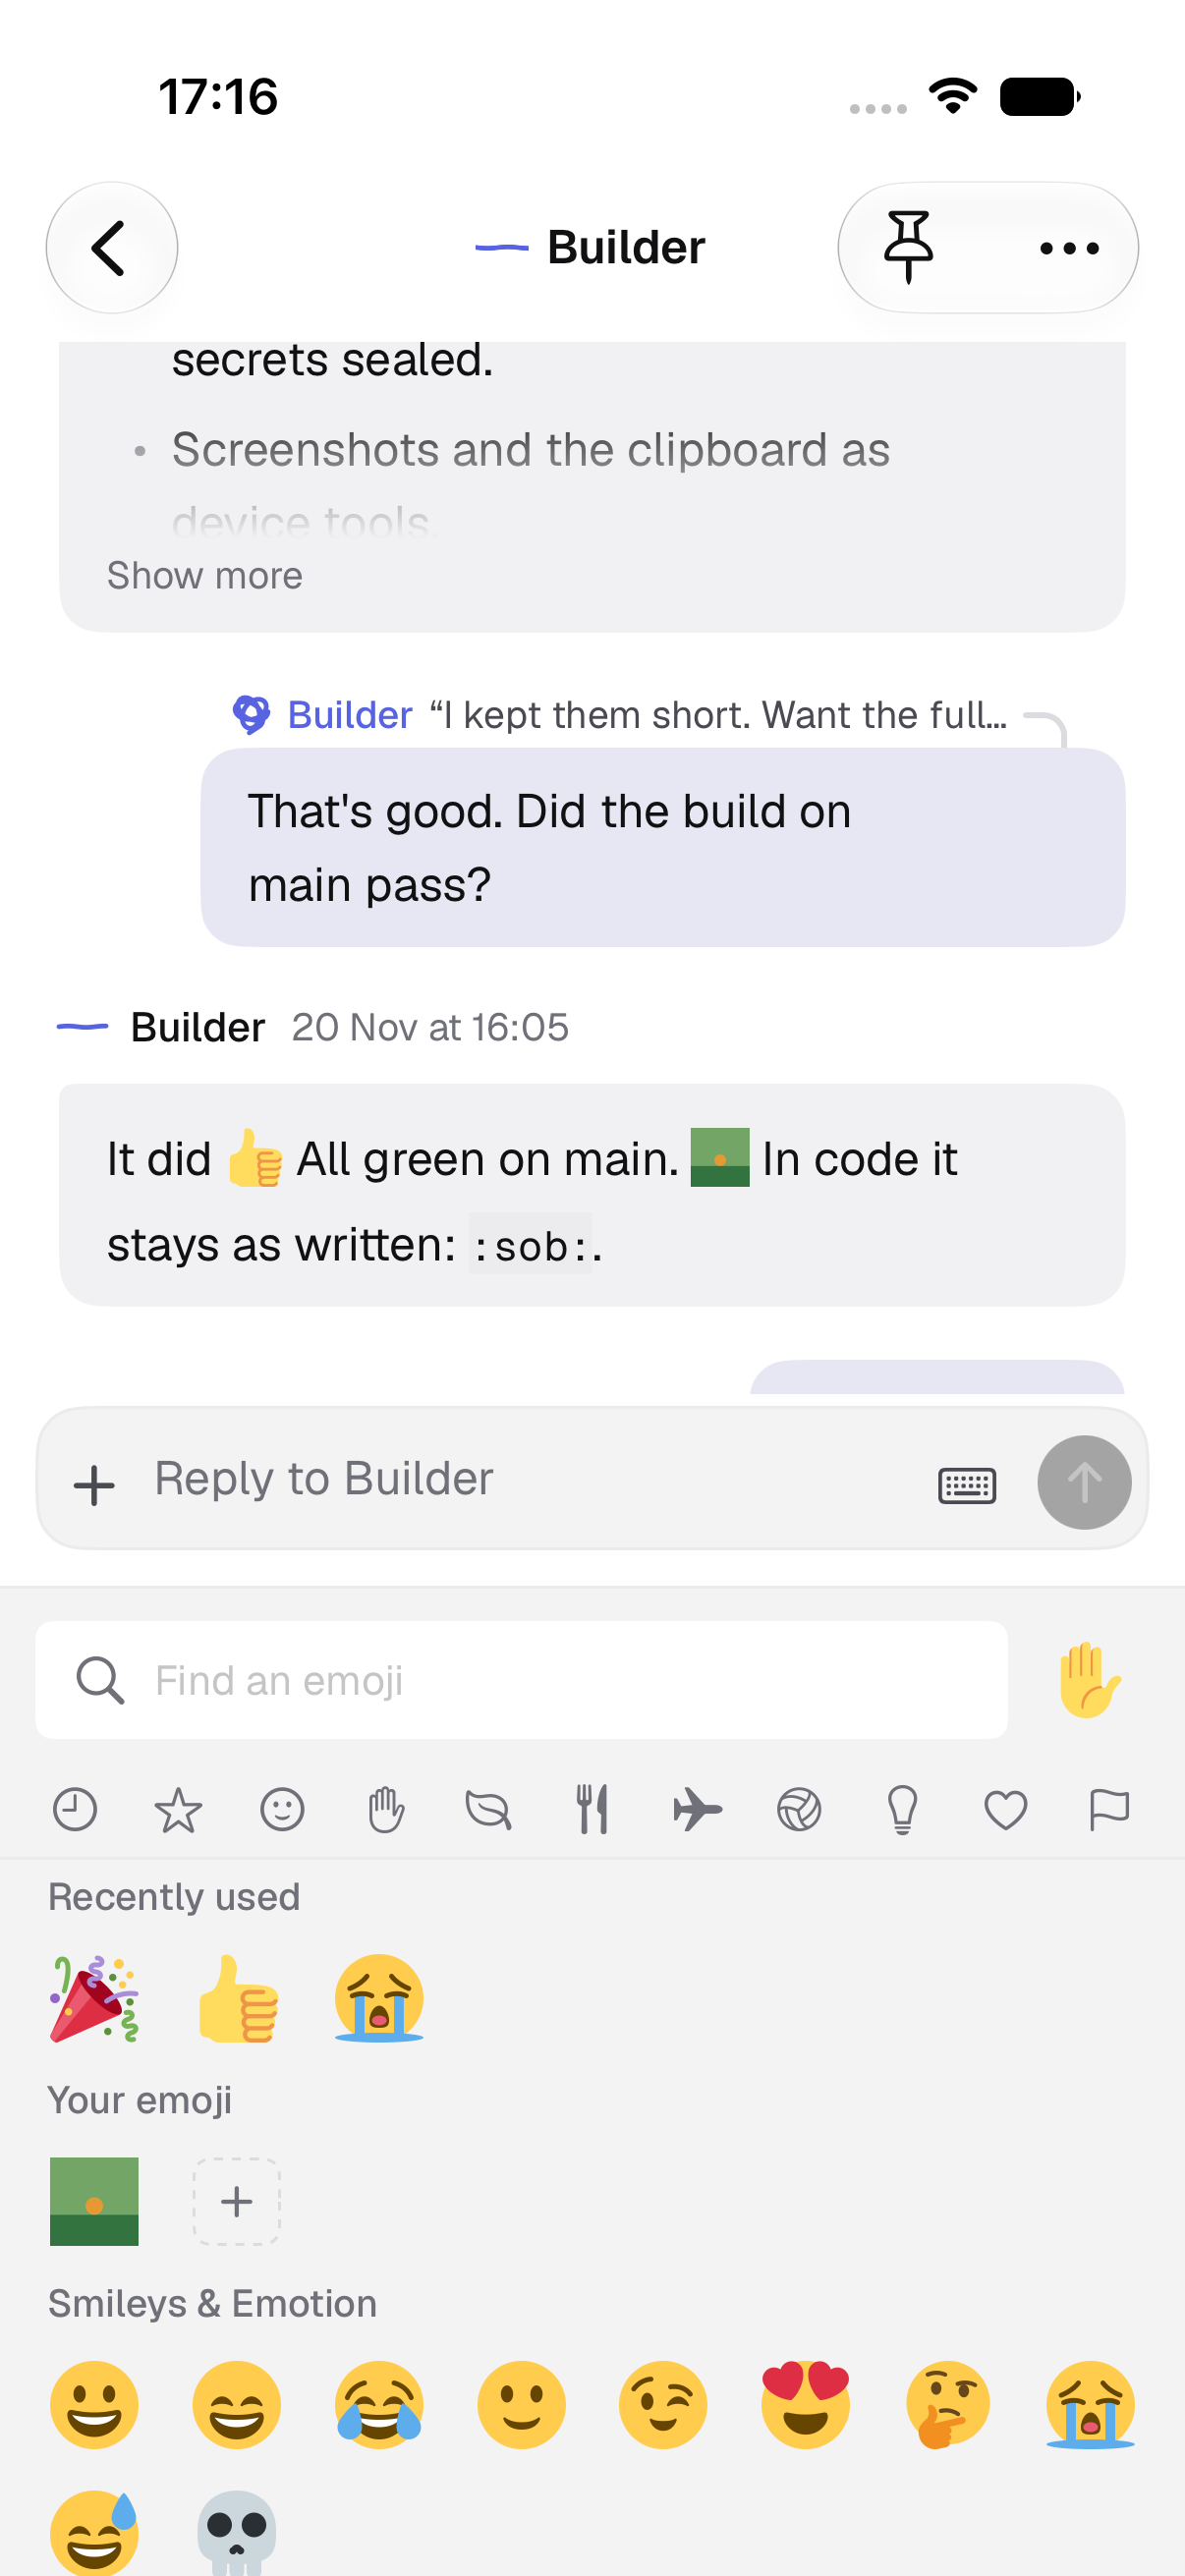 17:16
Builder
secrets sealed.
• Screenshots and the clipboard as
device tools.
Show more
Builder “I kept them short. Want the full...
That's good. Did the build on
main pass?
Builder 20 Nov at 16:05
It did 👍 All green on main. In code it
stays as written: :sob:.
Reply to Builder
Find an emoji
Recently used
Your emoji
Smileys & Emotion